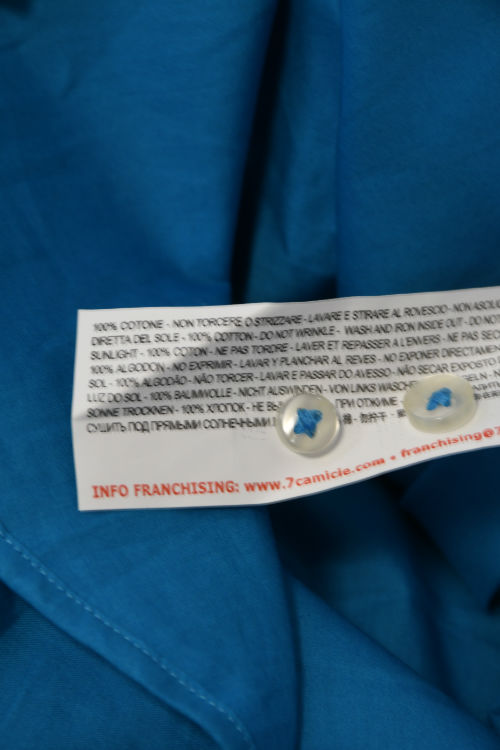 100% COTONE - NON TORCERE O STRIZZARE - LAVARE E STIRARE AL ROVESCIO - NON
DIRETTA DEL SOLE - 100% COTTON - DO NOT WRINKLE - WASH AND IRON INSIDE OUT - DO NOT
SUNLIGHT - 100% COTON - NE PAS TORDRE - LAVER ET REPASSER A L'ENVERS - NE PAS
100% ALGODON - NO EXPRIMIR - LAVAR Y PLANCHAR AL REVES - NO EXPONER
SOL - 100% ALGODÃO - NÃO TORCER - LAVAR E PASSAR DO AVESSO - NÃO SECAR
LUZ DO SOL - 100% BAUMWOLLE - NICHT AUSWINDEN - VON LINKS
SONNE TROCKNEN - 100% ХЛОПОК - НЕ ПРИ ОТЖИМЕ -
СУШИТЬ ПОД ПРЯМЫМИ СОЛНЕЧНЫМИ
INFO FRANCHISING: www.7camicie.com • franchising@7